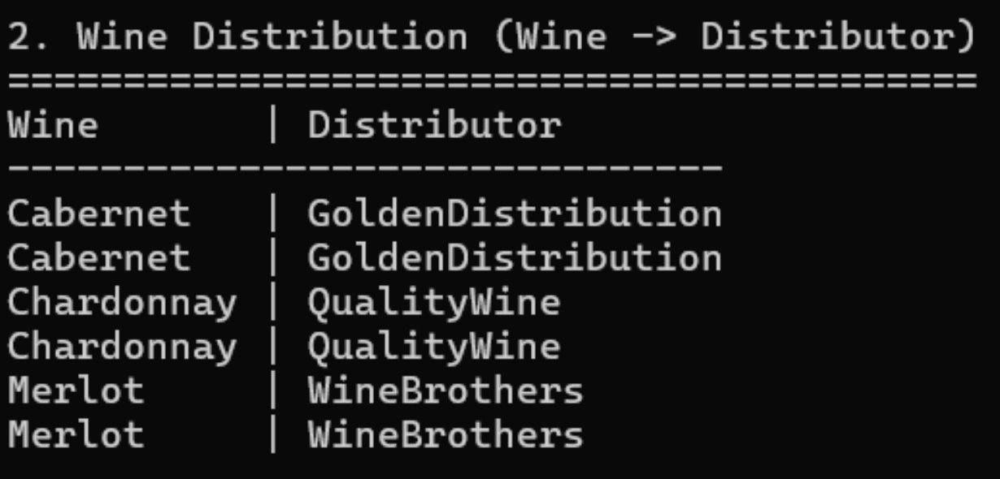 2. Wine Distribution (Wine -> Distributor)
==========================================
Wine       | Distributor
-------------------------------
Cabernet   | GoldenDistribution
Cabernet   | GoldenDistribution
Chardonnay | QualityWine
Chardonnay | QualityWine
Merlot     | WineBrothers
Merlot     | WineBrothers